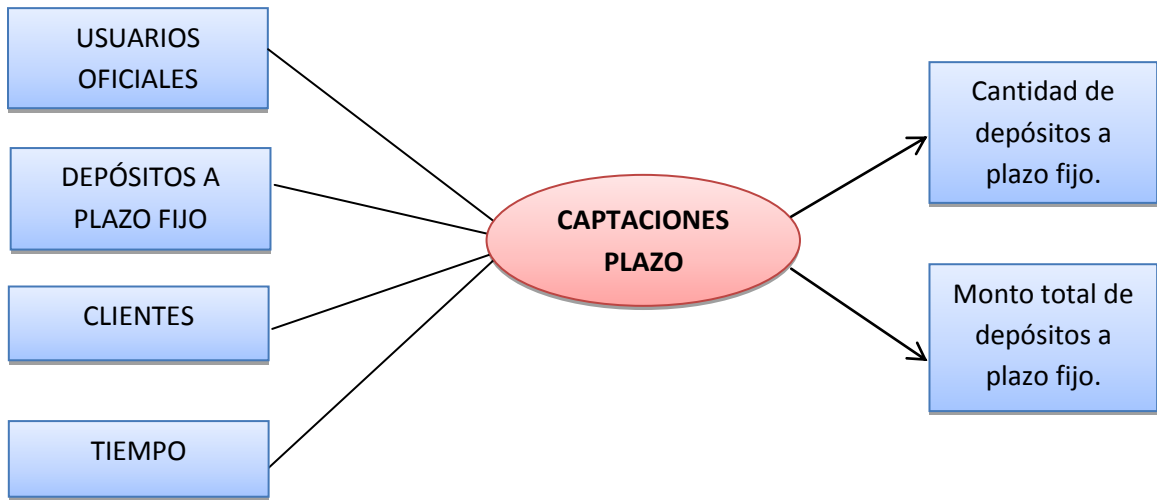 USUARIOS
OFICIALES
DEPÓSITOS A
PLAZO FIJO
CLIENTES
TIEMPO
CAPTACIONES
PLAZO
Cantidad de
depósitos a
plazo fijo.
Monto total de
depósitos a
plazo fijo.